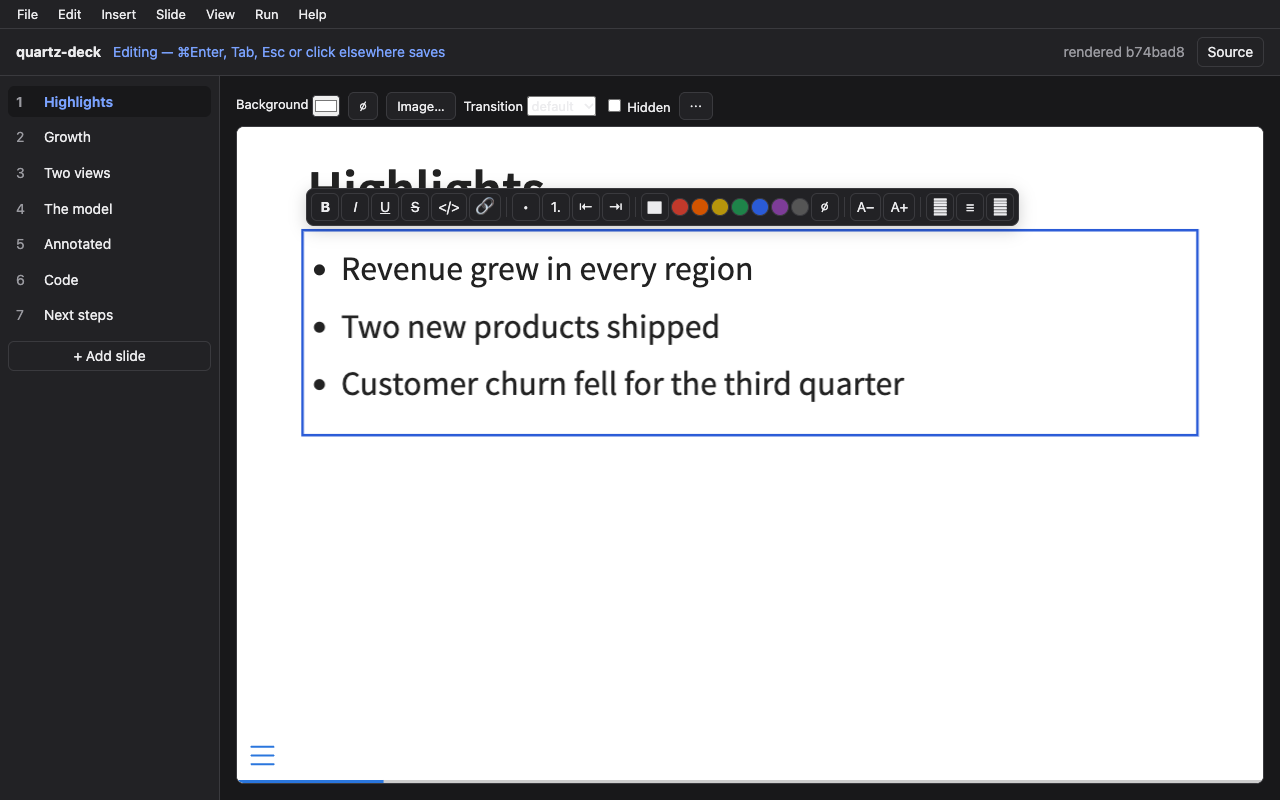 File Edit Insert Slide View Run Help
quartz-deck Editing — ⌘Enter, Tab, Esc or click elsewhere saves rendered b74bad8 Source
1 Highlights
2 Growth
3 Two views
4 The model
5 Annotated
6 Code
7 Next steps
+ Add slide
Background ∅ Image... Transition default Hidden ...
Highlights
B I U S </> 🔗 • 1. ⇤ ⇥ ∅ A− A+ ≡
• Revenue grew in every region
• Two new products shipped
• Customer churn fell for the third quarter